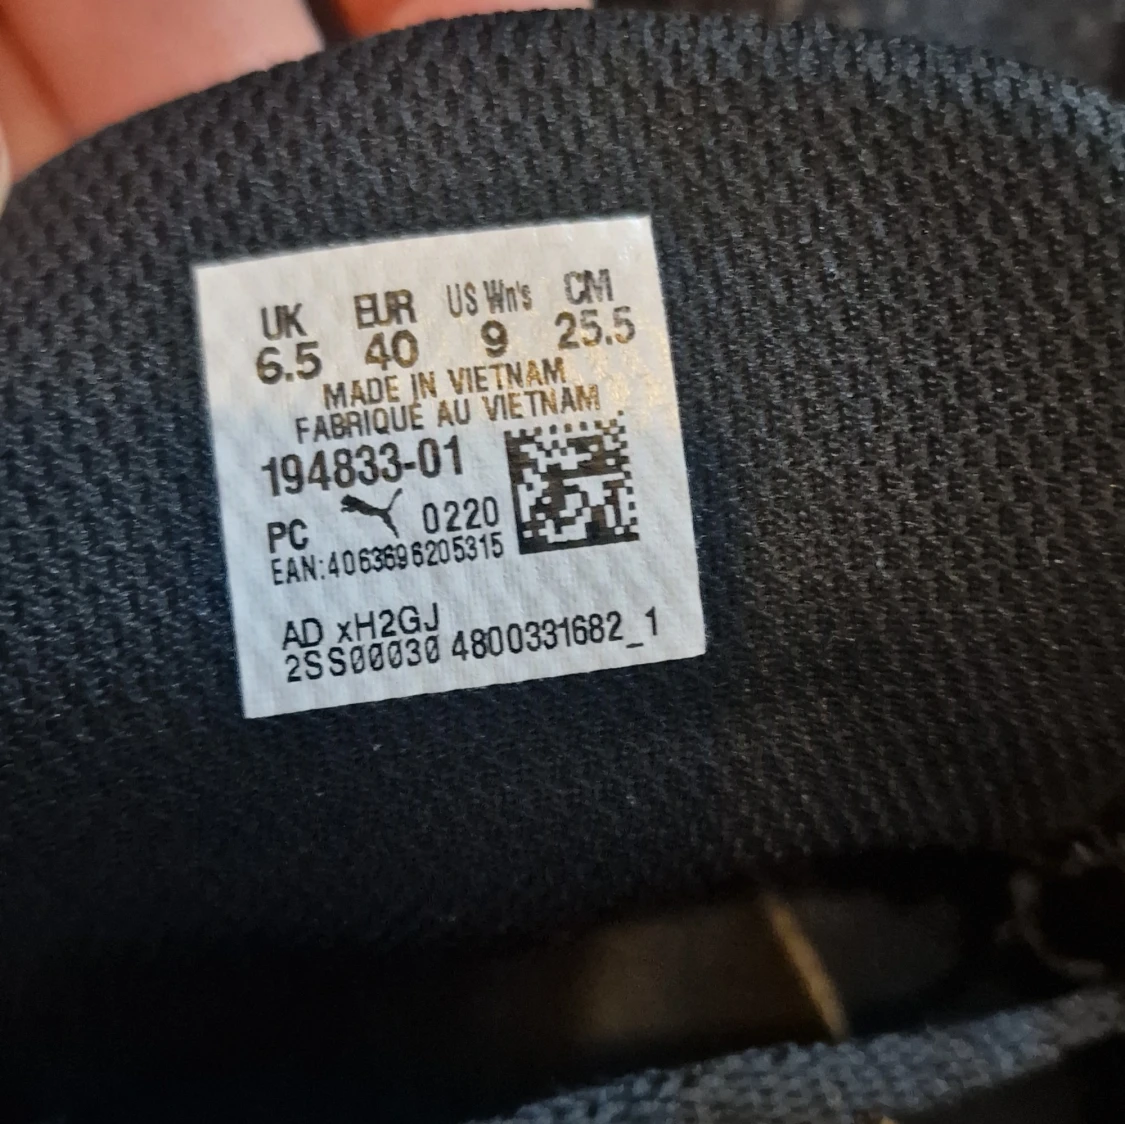 UK EUR US Wn's CM
6.5 40 9 25.5
MADE IN VIETNAM
FABRIQUÉ AU VIETNAM
194833-01
PC 0220
EAN:4063696205315
AD xH2GJ
2SS00030 4800331682_1